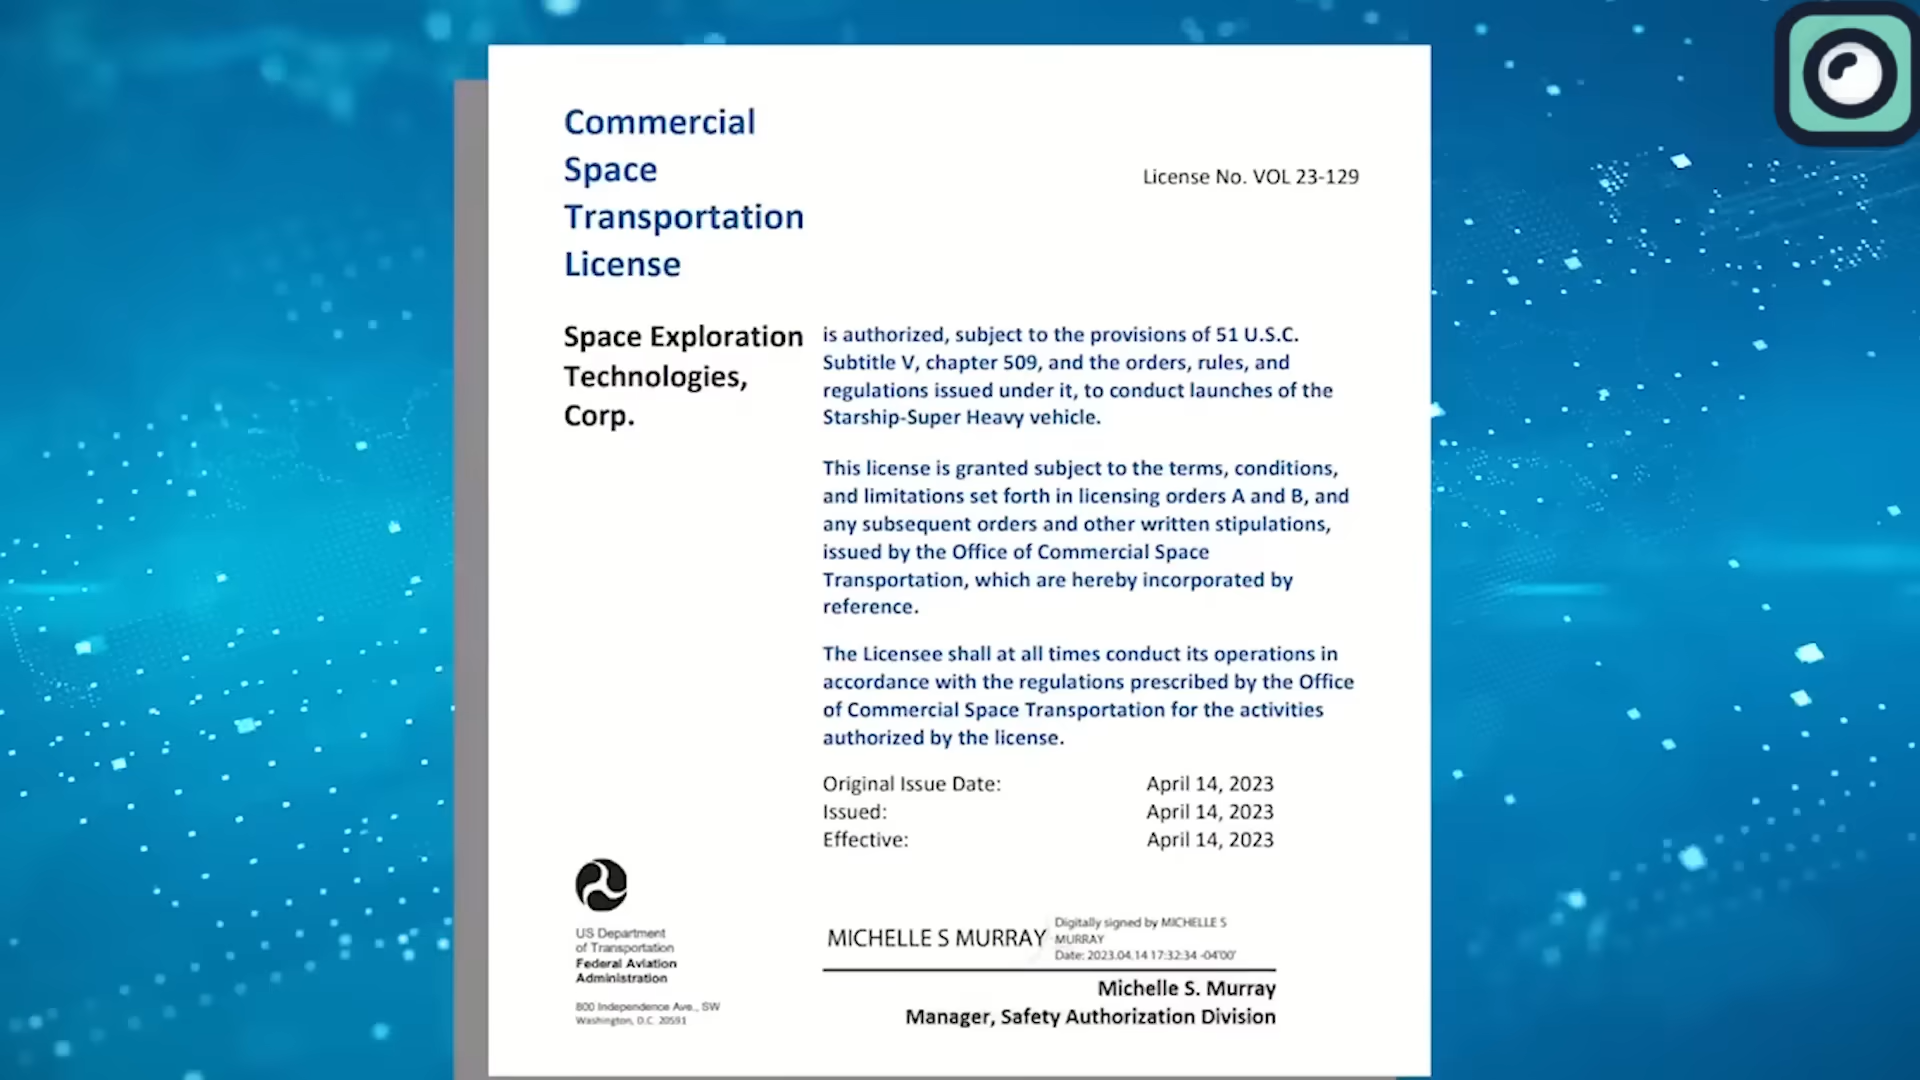 Commercial
Space
Transportation
License
License No. VOL 23-129
Space Exploration
Technologies,
Corp.
is authorized, subject to the provisions of 51 U.S.C.
Subtitle V, chapter 509, and the orders, rules, and
regulations issued under it, to conduct launches of the
Starship-Super Heavy vehicle.
This license is granted subject to the terms, conditions,
and limitations set forth in licensing orders A and B, and
any subsequent orders and other written stipulations,
issued by the Office of Commercial Space
Transportation, which are hereby incorporated by
reference.
The Licensee shall at all times conduct its operations in
accordance with the regulations prescribed by the Office
of Commercial Space Transportation for the activities
authorized by the license.
Original Issue Date: April 14, 2023
Issued: April 14, 2023
Effective: April 14, 2023
US Department
of Transportation
Federal Aviation
Administration
800 Independence Ave., SW
Washington, D.C. 20591
MICHELLE S MURRAY
Digitally signed by MICHELLE S
MURRAY
Date: 2023.04.14 17:32:34 -04'00'
Michelle S. Murray
Manager, Safety Authorization Division